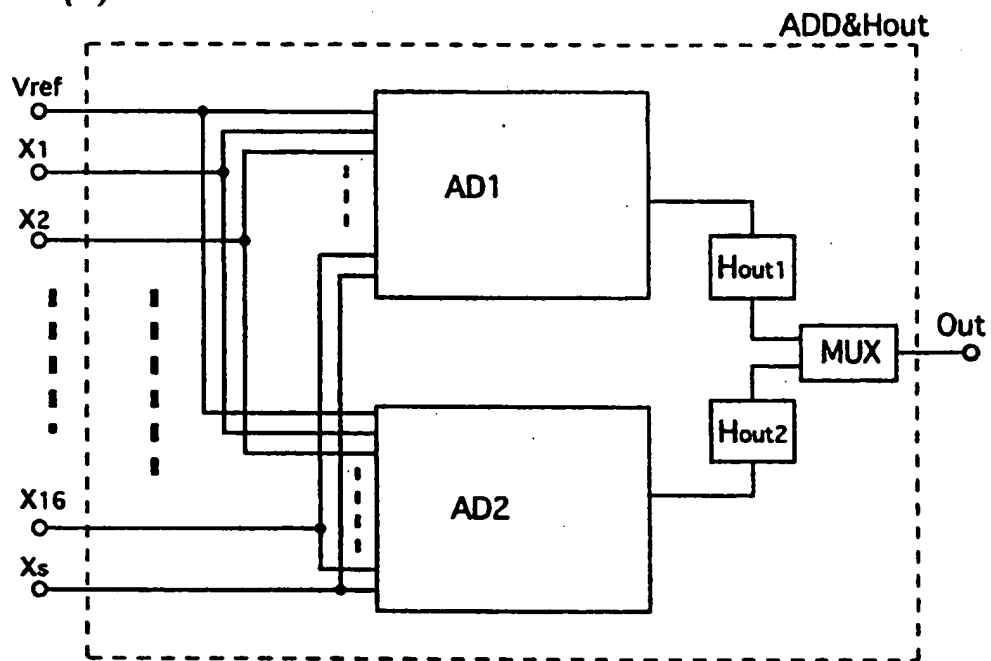 ADD&Hout
Vref
X1
X2
X16
Xs
AD1
AD2
Hout1
Hout2
MUX
Out